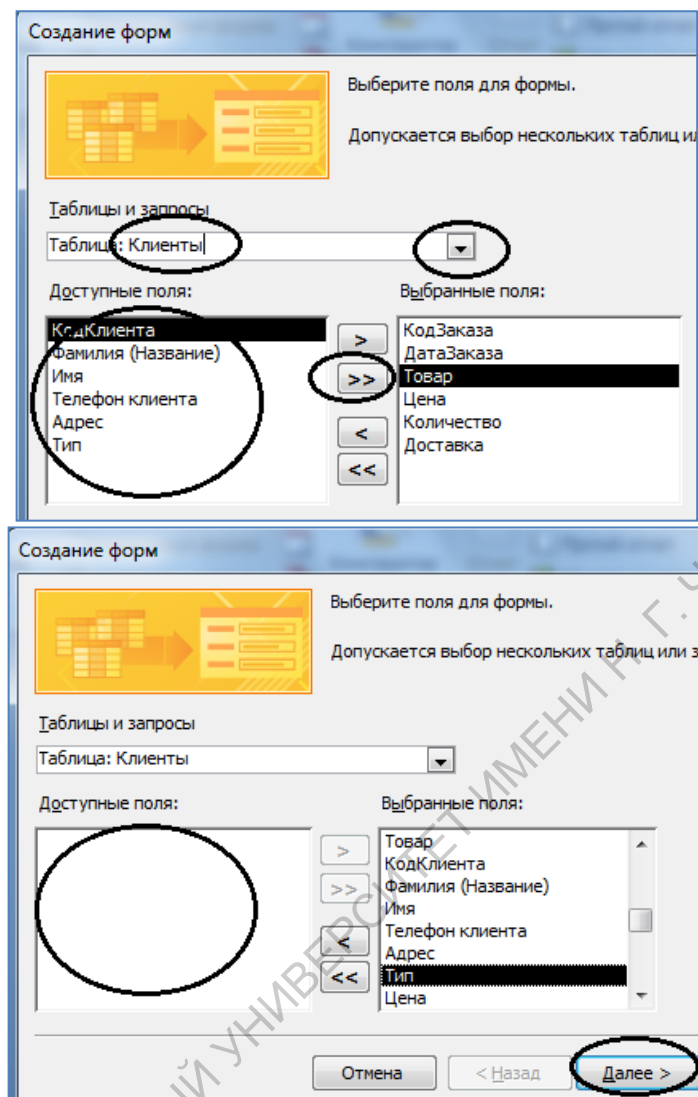 Создание форм
Выберите поля для формы.
Допускается выбор нескольких таблиц
Таблицы и запросы
Таблица: Клиенты
Доступные поля:
Выбранные поля:
КодКлиента
Фамилия (Название)
Имя
Телефон клиента
Адрес
Тип
>
>>
<
<<
КодЗаказа
ДатаЗаказа
Товар
Цена
Количество
Доставка
Создание форм
Выберите поля для формы.
Допускается выбор нескольких таблиц или
Таблицы и запросы
Таблица: Клиенты
Доступные поля:
Выбранные поля:
>
>>
<
<<
Товар
КодКлиента
Фамилия (Название)
Имя
Телефон клиента
Адрес
Тип
Цена
Отмена
< Назад
Далее >
УНИВЕРСИТЕТ ИМЕНИ Н. Г.